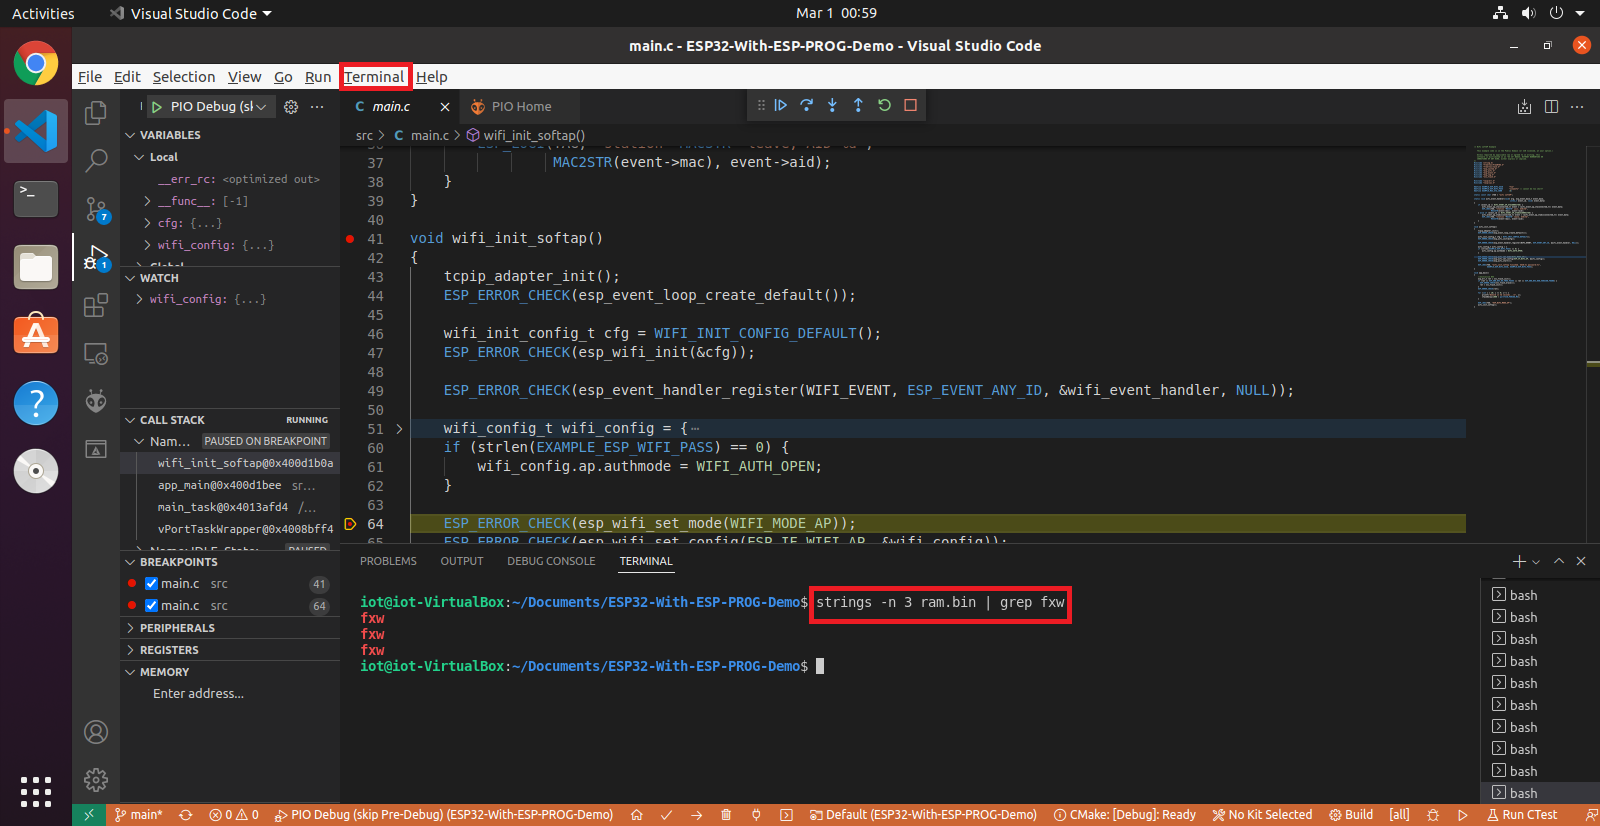 Activities
Visual Studio Code
Mar 1 00:59
main.c - ESP32-With-ESP-PROG-Demo - Visual Studio Code
File Edit Selection View Go Run Terminal Help
PIO Debug (sk
main.c
PIO Home
src > C main.c > wifi_init_softap()
VARIABLES
Local
__err_rc: <optimized out>
__func__: [-1]
cfg: {...}
wifi_config: {...}
WATCH
wifi_config: {...}
CALL STACK
RUNNING
Nam... PAUSED ON BREAKPOINT
wifi_init_softap@0x400d1b0a
app_main@0x400d1bee sr...
main_task@0x4013afd4 /...
vPortTaskWrapper@0x4008bff4
BREAKPOINTS
main.c src 41
main.c src 64
PERIPHERALS
REGISTERS
MEMORY
Enter address...
7
1
37 MAC2STR(event->mac), event->aid);
38 }
39 }
40
41 void wifi_init_softap()
42 {
43 tcpip_adapter_init();
44 ESP_ERROR_CHECK(esp_event_loop_create_default());
45
46 wifi_init_config_t cfg = WIFI_INIT_CONFIG_DEFAULT();
47 ESP_ERROR_CHECK(esp_wifi_init(&cfg));
48
49 ESP_ERROR_CHECK(esp_event_handler_register(WIFI_EVENT, ESP_EVENT_ANY_ID, &wifi_event_handler, NULL));
50
51 wifi_config_t wifi_config = {⋯
60 if (strlen(EXAMPLE_ESP_WIFI_PASS) == 0) {
61 wifi_config.ap.authmode = WIFI_AUTH_OPEN;
62 }
63
64 ESP_ERROR_CHECK(esp_wifi_set_mode(WIFI_MODE_AP));
65 ESP_ERROR_CHECK(esp_wifi_set_config(ESP_IF_WIFI_AP, &wifi_config));
PROBLEMS OUTPUT DEBUG CONSOLE TERMINAL
iot@iot-VirtualBox:~/Documents/ESP32-With-ESP-PROG-Demo$ strings -n 3 ram.bin | grep fxw
fxw
fxw
fxw
iot@iot-VirtualBox:~/Documents/ESP32-With-ESP-PROG-Demo$
bash
bash
bash
bash
bash
bash
bash
bash
bash
bash
main* 0 0 PIO Debug (skip Pre-Debug) (ESP32-With-ESP-PROG-Demo) Default (ESP32-With-ESP-PROG-Demo) CMake: [Debug]: Ready No Kit Selected Build [all] Run CTest